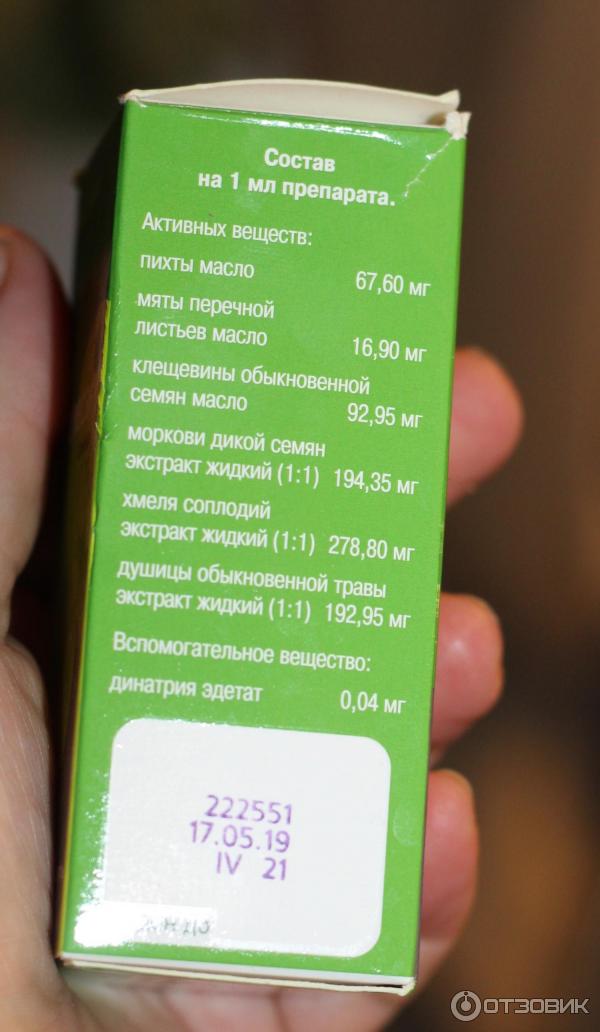 Состав
на 1 мл препарата.
Активных веществ:
пихты масло 67,60 мг
мяты перечной
листьев масло 16,90 мг
клещевины обыкновенной
семян масло 92,95 мг
моркови дикой семян
экстракт жидкий (1:1) 194,35 мг
хмеля соплодий
экстракт жидкий (1:1) 278,80 мг
душицы обыкновенной травы
экстракт жидкий (1:1) 192,95 мг
Вспомогательное вещество:
динатрия эдетат 0,04 мг
222551
17.05.19
IV 21
ОТЗОВИК